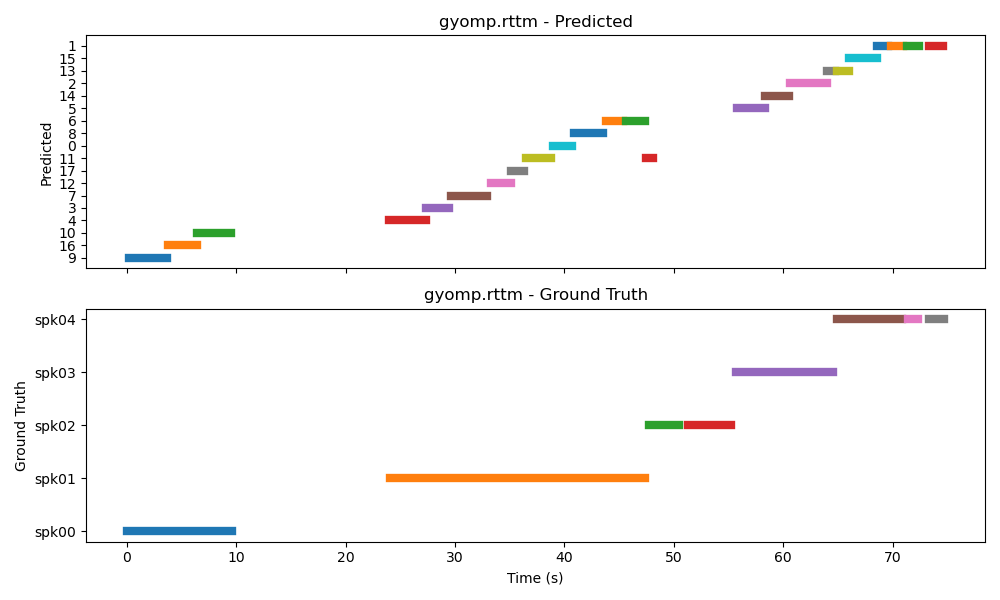 gyomp.rttm - Predicted
Predicted
1
15
13
2
14
5
6
8
0
11
17
12
7
3
4
10
16
9
gyomp.rttm - Ground Truth
Ground Truth
spk04
spk03
spk02
spk01
spk00
0 10 20 30 40 50 60 70
Time (s)